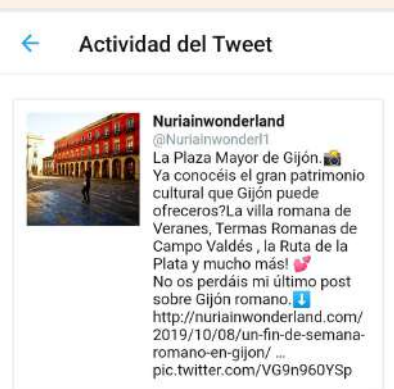 Actividad del Tweet
Nuriainwonderland
@Nuriainwonderl1
La Plaza Mayor de Gijón.📸
Ya conocéis el gran patrimonio
cultural que Gijón puede
ofreceros?La villa romana de
Veranes, Termas Romanas de
Campo Valdés , la Ruta de la
Plata y mucho más! 💕
No os perdáis mi último post
sobre Gijón romano.⬇️
http://nuriainwonderland.com/
2019/10/08/un-fin-de-semana-
romano-en-gijon/ ...
pic.twitter.com/VG9n960YSp